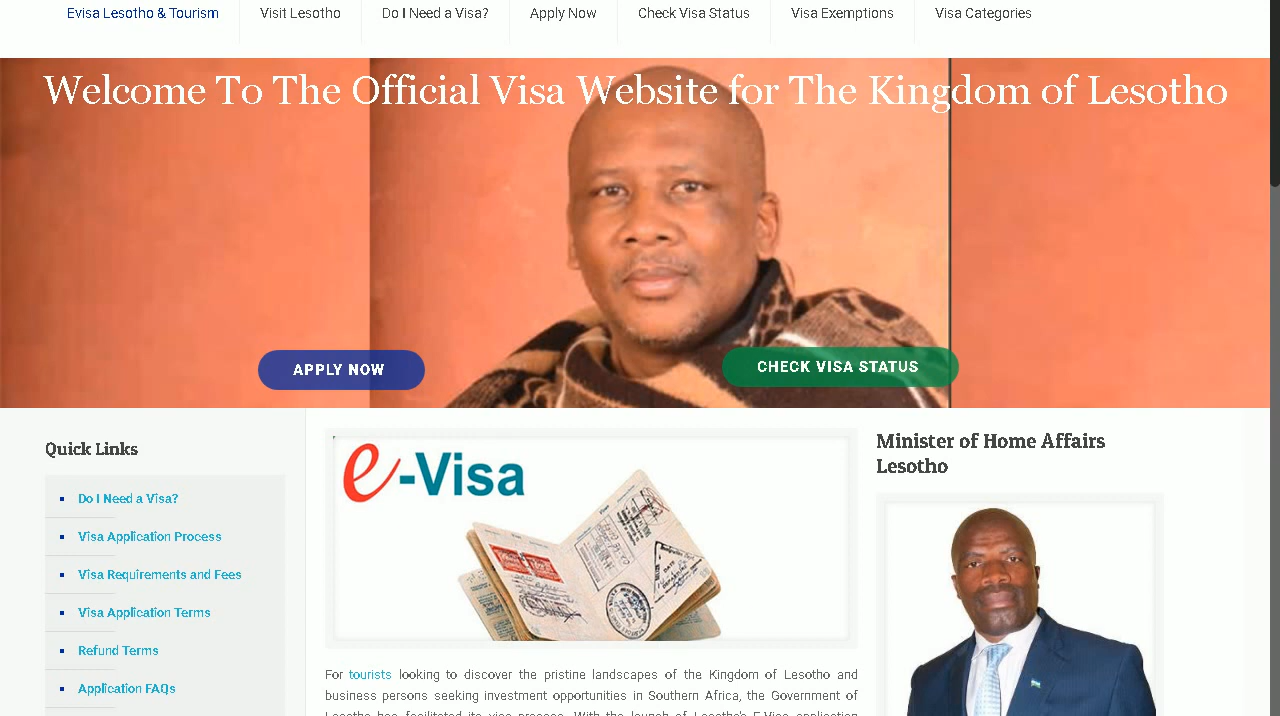 Evisa Lesotho & Tourism
Visit Lesotho
Do I Need a Visa?
Apply Now
Check Visa Status
Visa Exemptions
Visa Categories
Welcome To The Official Visa Website for The Kingdom of Lesotho
APPLY NOW
CHECK VISA STATUS
Quick Links
Do I Need a Visa?
Visa Application Process
Visa Requirements and Fees
Visa Application Terms
Refund Terms
Application FAQs
e-Visa
For tourists looking to discover the pristine landscapes of the Kingdom of Lesotho and
business persons seeking investment opportunities in Southern Africa, the Government of
Minister of Home Affairs
Lesotho